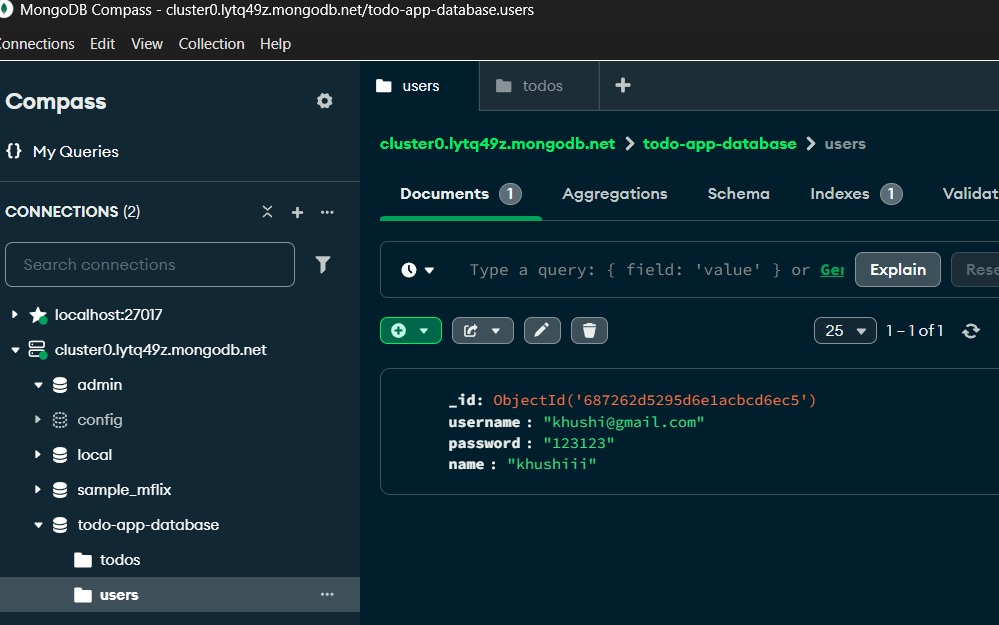 MongoDB Compass - cluster0.lytq49z.mongodb.net/todo-app-database.users
onnections Edit View Collection Help
Compass
{} My Queries
CONNECTIONS (2)
Search connections
localhost:27017
cluster0.lytq49z.mongodb.net
admin
config
local
sample_mflix
todo-app-database
todos
users
users
todos
cluster0.lytq49z.mongodb.net > todo-app-database > users
Documents 1 Aggregations Schema Indexes 1 Validat
Type a query: { field: 'value' } or Ger Explain Rese
25 1 – 1 of 1
_id: ObjectId('687262d5295d6e1acbcd6ec5')
username : "khushi@gmail.com"
password : "123123"
name : "khushiii"